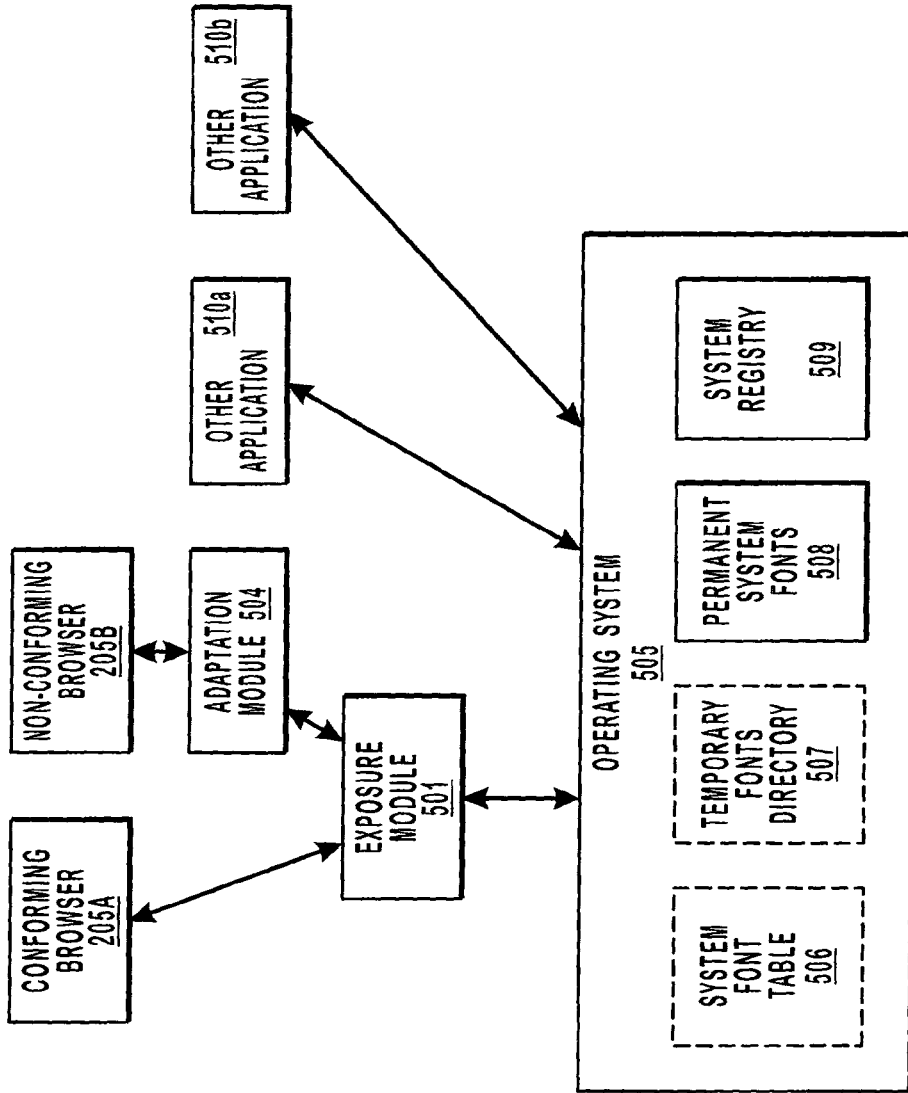 CONFORMING
BROWSER
205A
NON-CONFORMING
BROWSER
205B
ADAPTATION
MODULE 504
EXPOSURE
MODULE
501
OTHER
APPLICATION
510a
OTHER
APPLICATION
510b
OPERATING SYSTEM
505
SYSTEM
FONT
TABLE
506
TEMPORARY
FONTS
DIRECTORY
507
PERMANENT
SYSTEM
FONTS
508
SYSTEM
REGISTRY
509